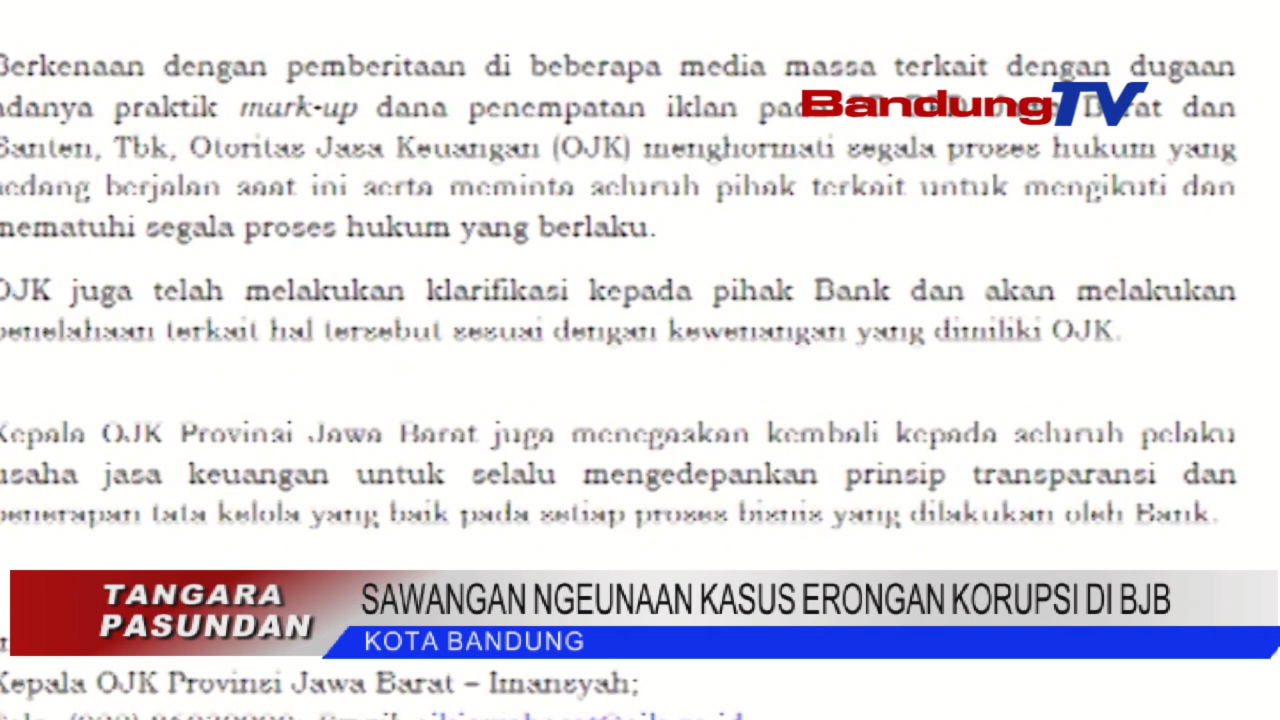 Berkenaan dengan pemberitaan di beberapa media massa terkait dengan dugaan
adanya praktik mark-up dana penempatan iklan Barat dan
BandungTV
Banten, Tbk, Otoritas Jasa Keuangan (OJK) menghormati segala proses hukum yang
sedang berjalan saat ini serta meminta seluruh pihak terkait untuk mengikuti dan
mematuhi segala proses hukum yang berlaku.
OJK juga telah melakukan klarifikasi kepada pihak Bank dan akan melakukan
penelahaan terkait hal tersebut sesuai dengan kewenangan yang dimiliki OJK.
Kepala OJK Provinsi Jawa Barat juga menegaskan kembali kepada seluruh pelaku
usaha jasa keuangan untuk selalu mengedepankan prinsip transparansi dan
penerapan tata kelola yang baik pada setiap proses bisnis yang dilakukan oleh Bank.
TANGARA
PASUNDAN
SAWANGAN NGEUNAAN KASUS ERONGAN KORUPSI DI BJB
KOTA BANDUNG
Kepala OJK Provinsi Jawa Barat – Imansyah;